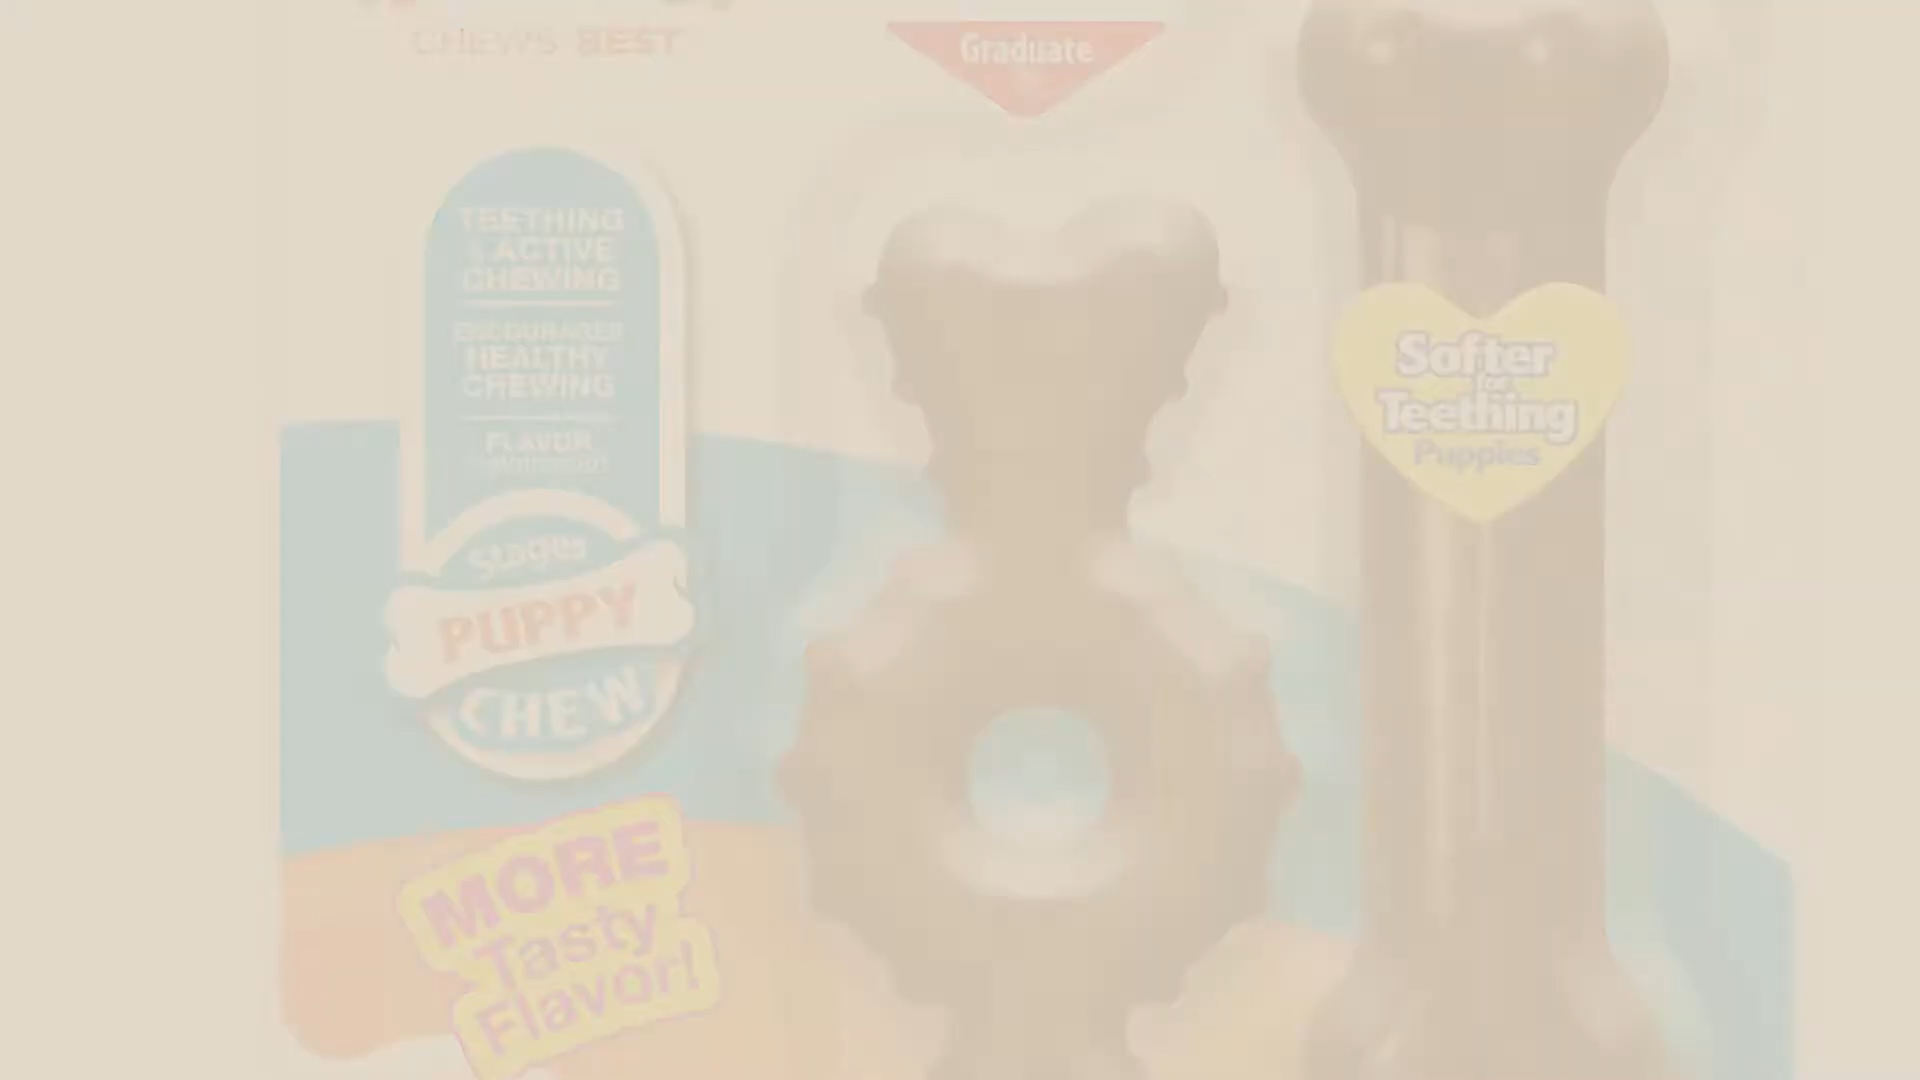 CHEWS BEST
Graduate
TEETHING
& ACTIVE
CHEWING
ENCOURAGES
HEALTHY
CHEWING
FLAVOR
Stages
PUPPY
CHEW
MORE
Tasty
Flavor!
Softer
for
Teething
Puppies